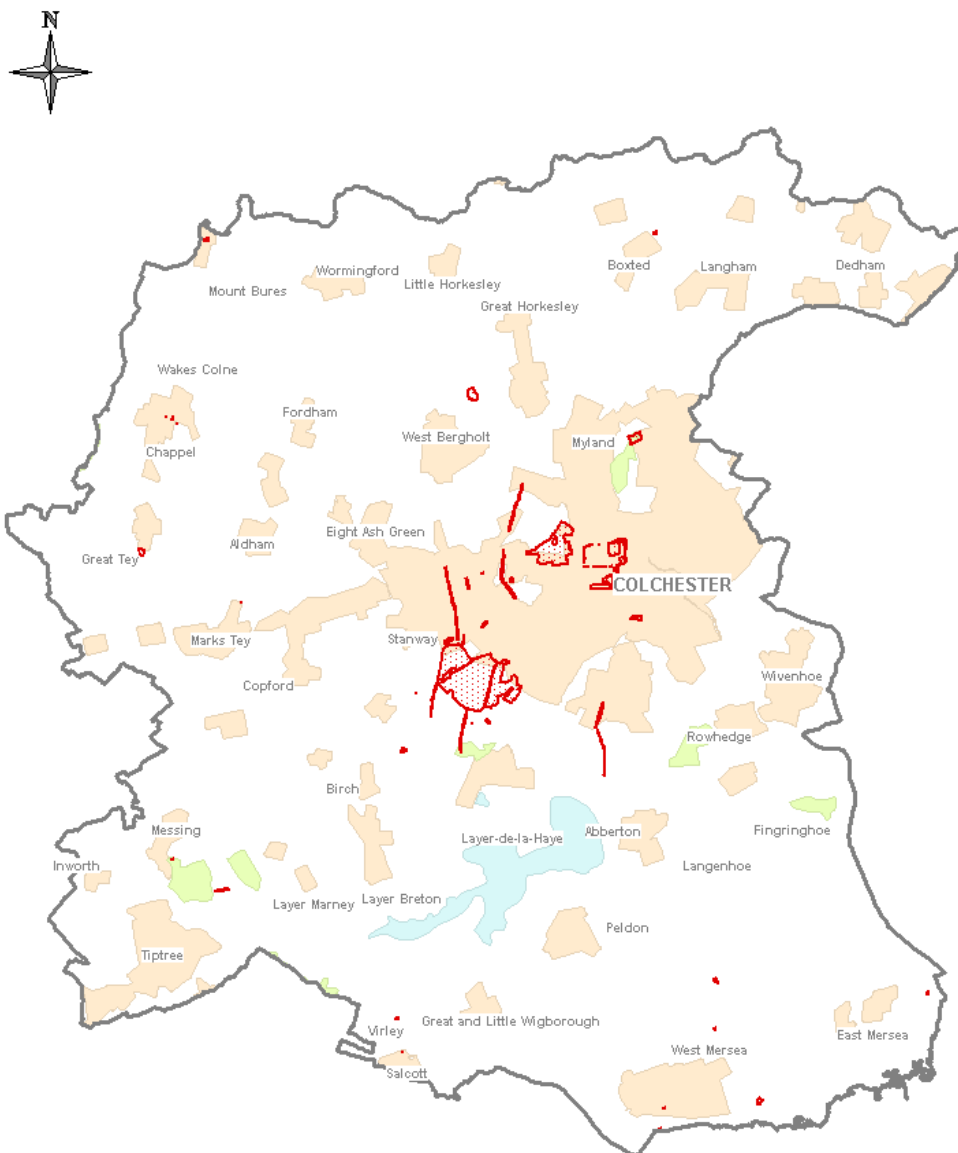 N
Boxted
Langham
Dedham
Wormingford
Little Horkesley
Mount Bures
Great Horkesley
Wakes Colne
Fordham
West Bergholt
Myland
Chappel
Eight Ash Green
Aldham
Great Tey
COLCHESTER
Marks Tey
Stanway
Copford
Wivenhoe
Rowhedge
Birch
Messing
Layer-de-la-Haye
Abberton
Fingringhoe
Inworth
Langenhoe
Layer Marney
Layer Breton
Peldon
Tiptree
Great and Little Wigborough
Virley
East Mersea
West Mersea
Salcott